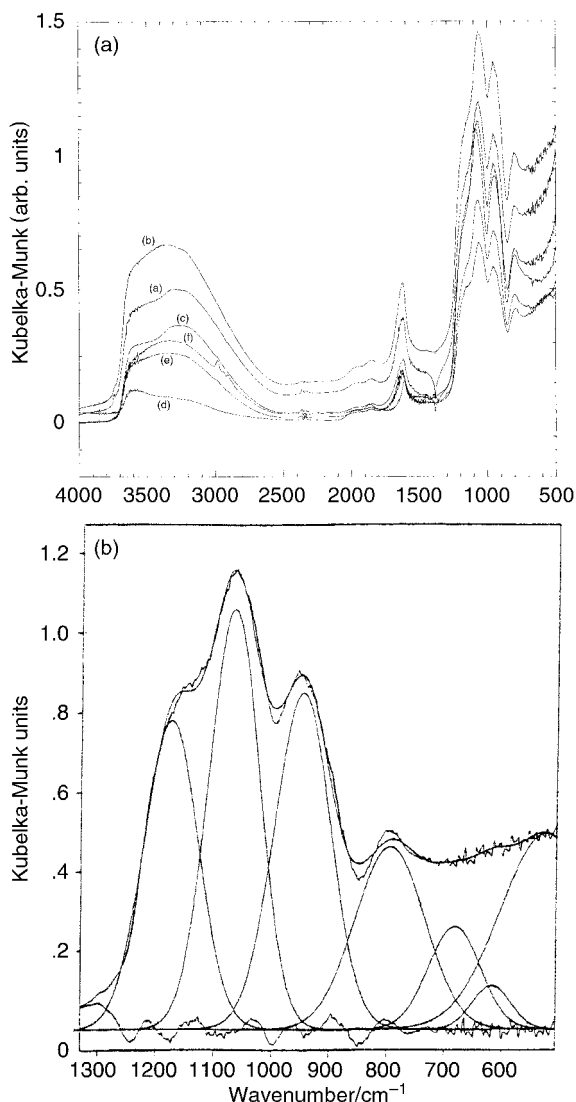 (a)
1.5
1
0.5
0
Kubelka-Munk (arb. units)
(b)
(a)
(c)
(f)
(e)
(d)
4000 3500 3000 2500 2000 1500 1000 500
(b)
1.2
1.0
.8
.6
.4
.2
0
Kubelka-Munk units
1300 1200 1100 1000 900 800 700 600
Wavenumber/cm⁻¹